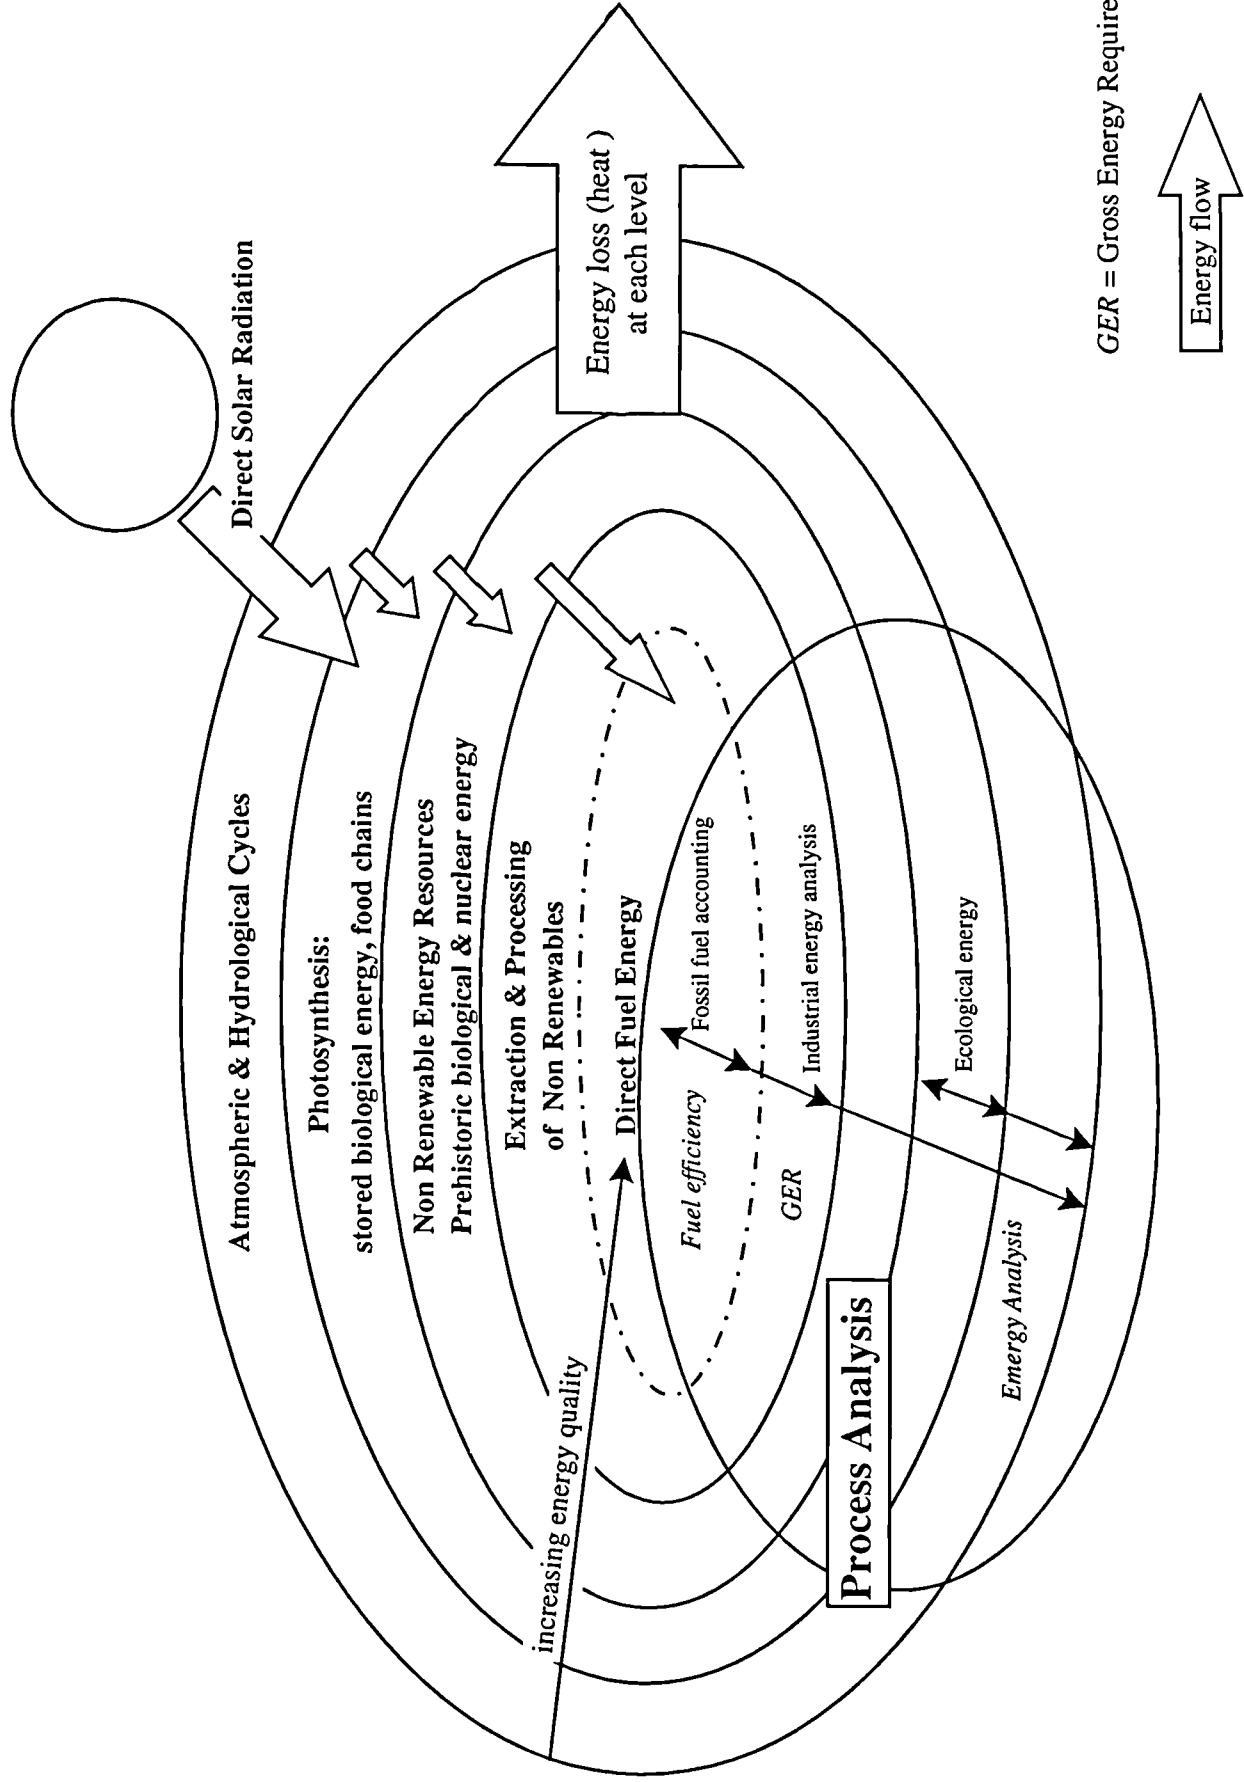 Direct Solar Radiation
Atmospheric & Hydrological Cycles
Photosynthesis:
stored biological energy, food chains
Non Renewable Energy Resources
Prehistoric biological & nuclear energy
Extraction & Processing
of Non Renewables
Direct Fuel Energy
increasing energy quality
Energy loss (heat )
at each level
Fossil fuel accounting
Fuel efficiency
Industrial energy analysis
GER
Process Analysis
Ecological energy
Emergy Analysis
GER = Gross Energy Require
Energy flow